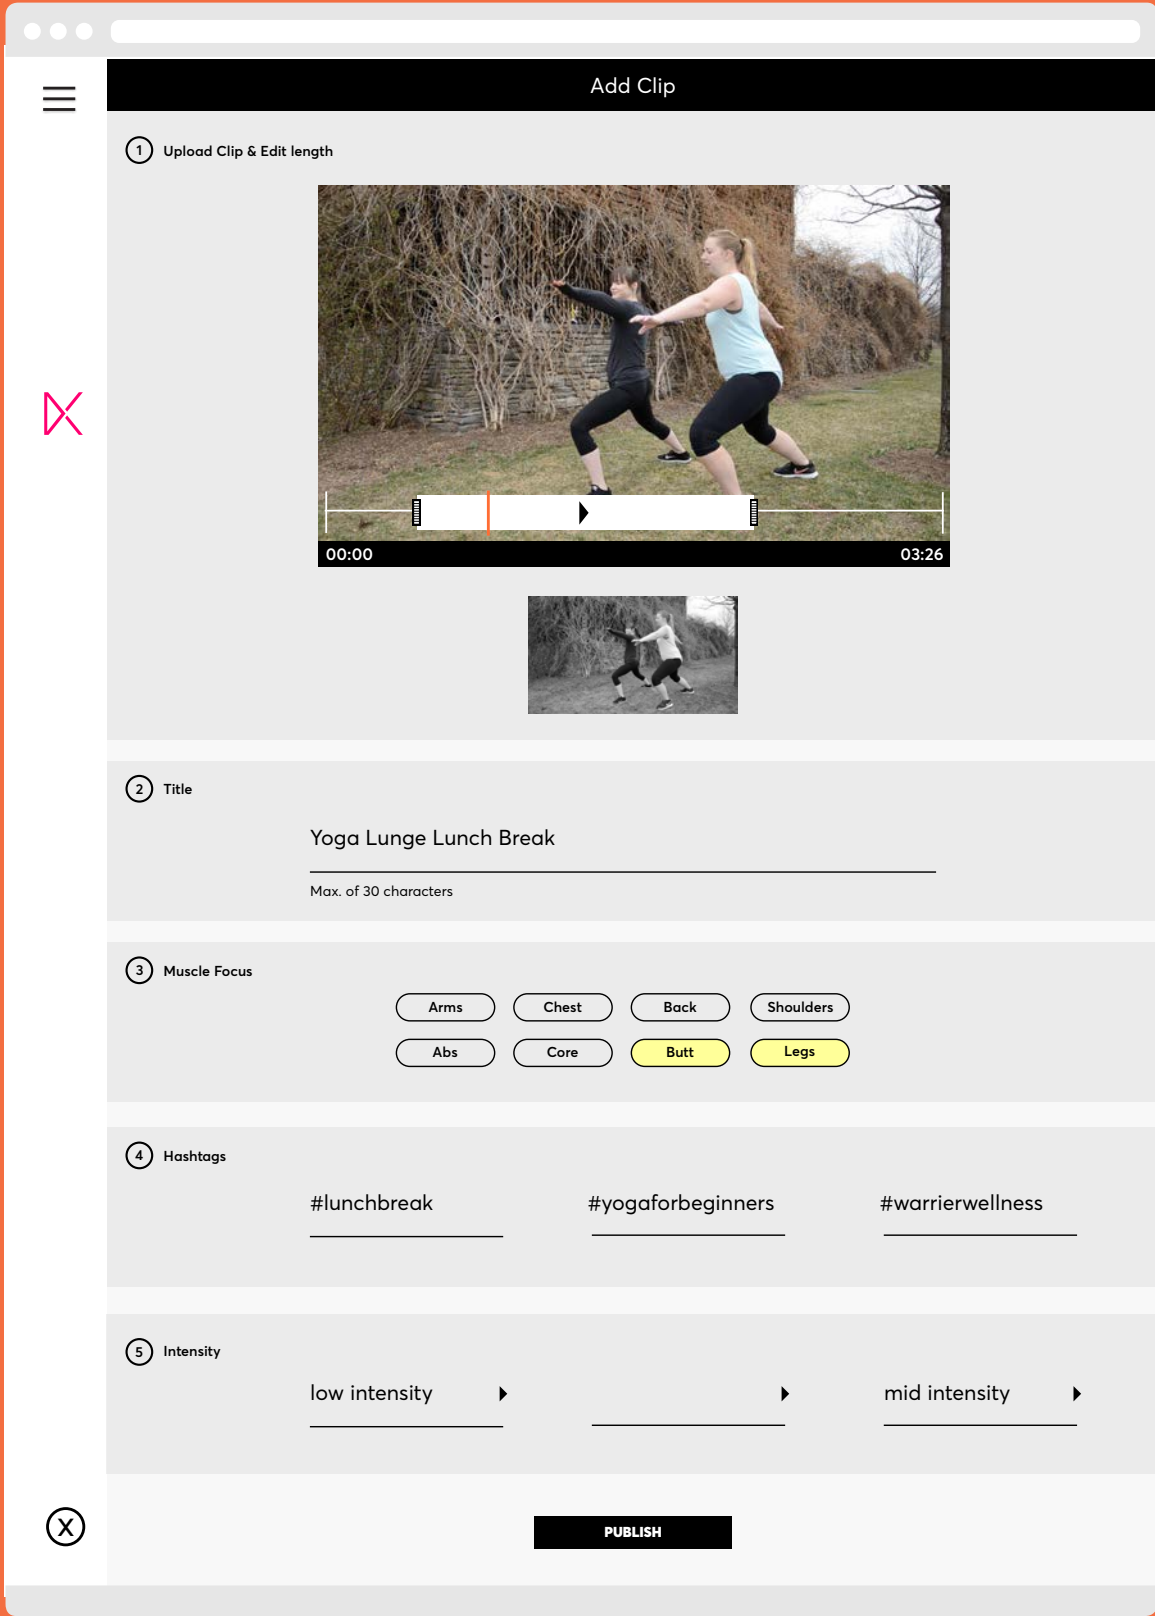 Add Clip
1 Upload Clip & Edit length
00:00 03:26
2 Title
Yoga Lunge Lunch Break
Max. of 30 characters
3 Muscle Focus
Arms Chest Back Shoulders
Abs Core Butt Legs
4 Hashtags
#lunchbreak #yogaforbeginners #warrierwellness
5 Intensity
low intensity mid intensity
X
PUBLISH